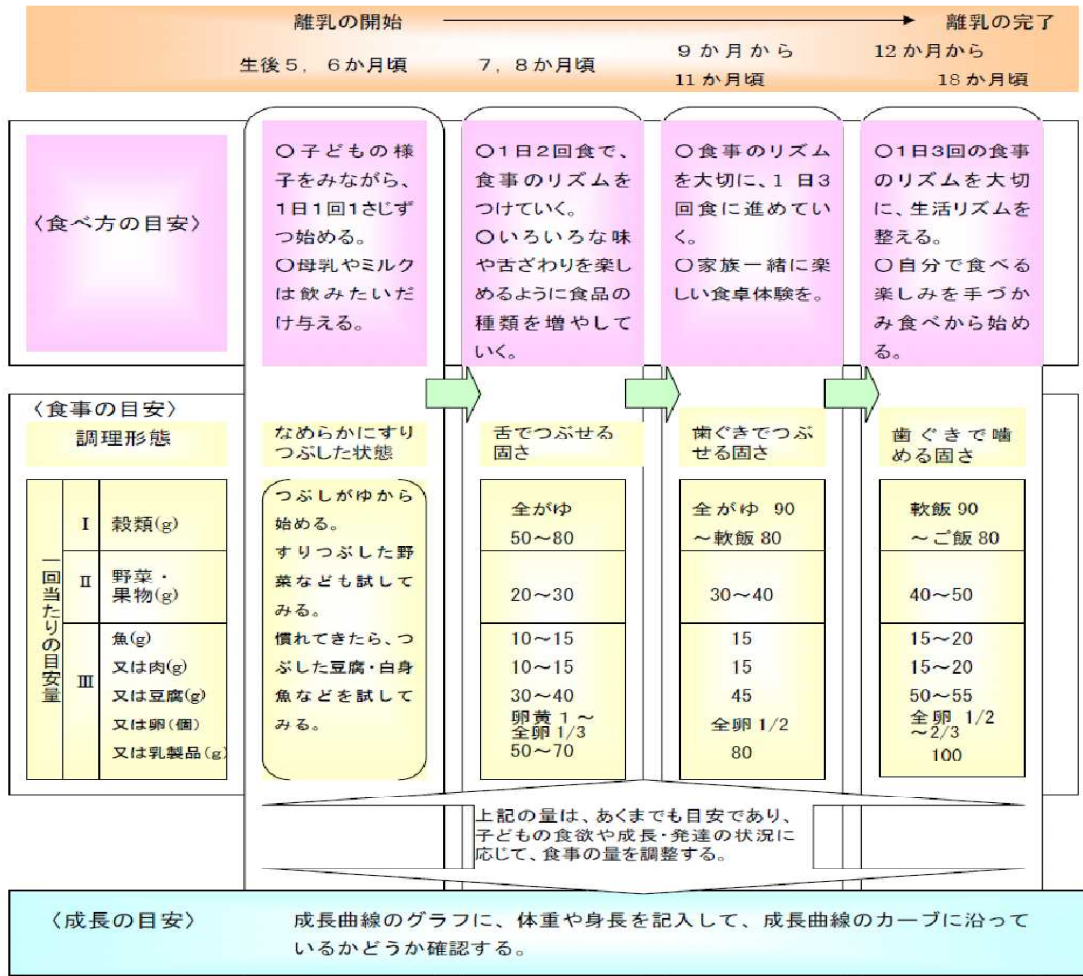 離乳の開始 離乳の完了
生後5,6か月頃 7,8か月頃 9か月から 12か月から
11か月頃 18か月頃
〈食べ方の目安〉
○子どもの様
子をみながら、
1日1回1さじず
つ始める。
○母乳やミルク
は飲みたいだ
け与える。
○1日2回食で、
食事のリズムを
つけていく。
○いろいろな味
や舌ざわりを楽し
めるように食品の
種類を増やして
いく。
○食事のリズム
を大切に、1日3
回食に進めてい
く。
○家族一緒に楽
しい食卓体験を。
○1日3回の食事
のリズムを大切
に、生活リズムを
整える。
○自分で食べる
楽しみを手づか
み食べから始め
る。
〈食事の目安〉
調理形態
なめらかにすり
つぶした状態
舌でつぶせる
固さ
歯ぐきでつぶ
せる固さ
歯ぐきで噛
める固さ
一回当たりの目安量
Ⅰ 穀類(g)
Ⅱ 野菜・
果物(g)
Ⅲ
魚(g)
又は肉(g)
又は豆腐(g)
又は卵(個)
又は乳製品(g)
つぶしがゆから
始める。
すりつぶした野
菜なども試して
みる。
慣れてきたら、つ
ぶした豆腐・白身
魚などを試して
みる。
全がゆ
50~80
20~30
10~15
10~15
30~40
卵黄1~
全卵1/3
50~70
全がゆ 90
~軟飯 80
30~40
15
15
45
全卵 1/2
80
軟飯 90
~ご飯 80
40~50
15~20
15~20
50~55
全卵 1/2
~2/3
100
上記の量は、あくまでも目安であり、
子どもの食欲や成長・発達の状況に
応じて、食事の量を調整する。
〈成長の目安〉
成長曲線のグラフに、体重や身長を記入して、成長曲線のカーブに沿って
いるかどうか確認する。